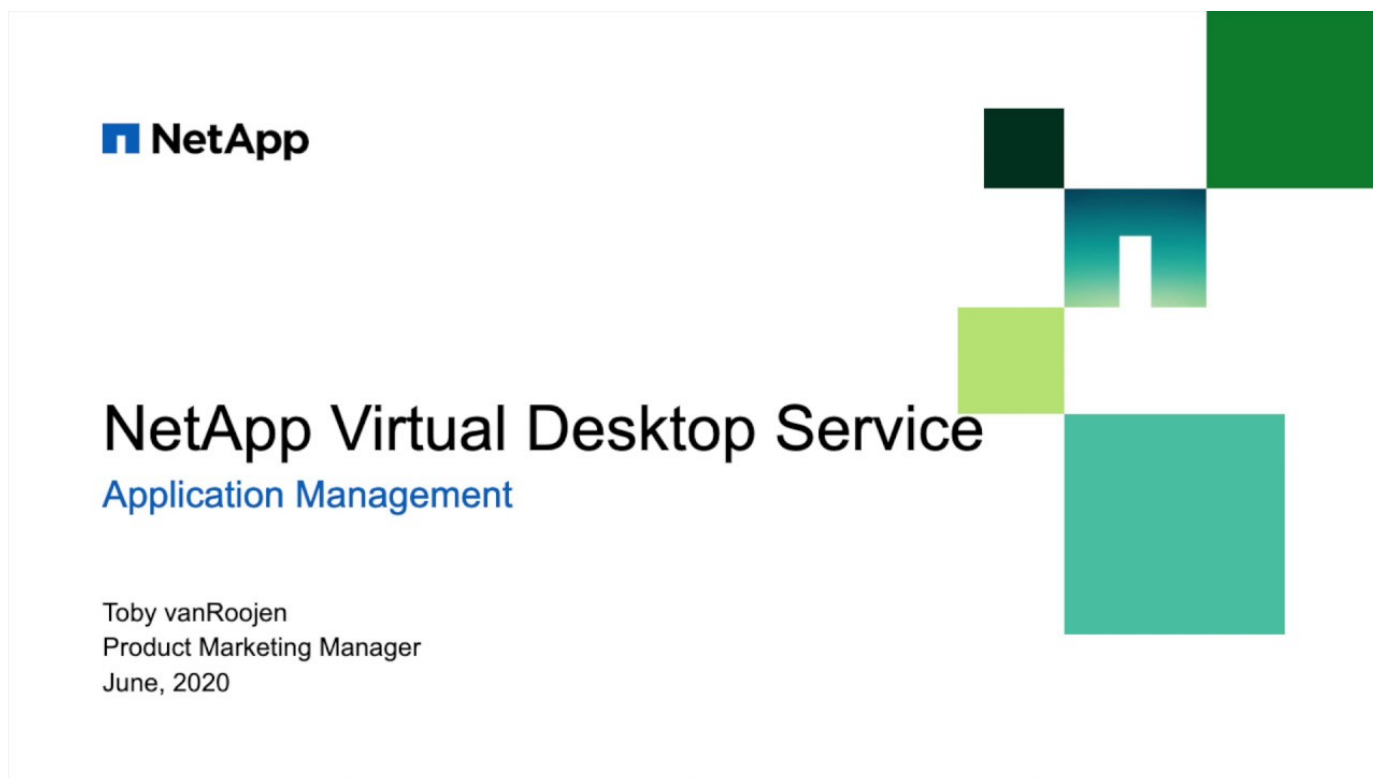 NetApp
NetApp Virtual Desktop Service
Application Management
Toby vanRoojen
Product Marketing Manager
June, 2020